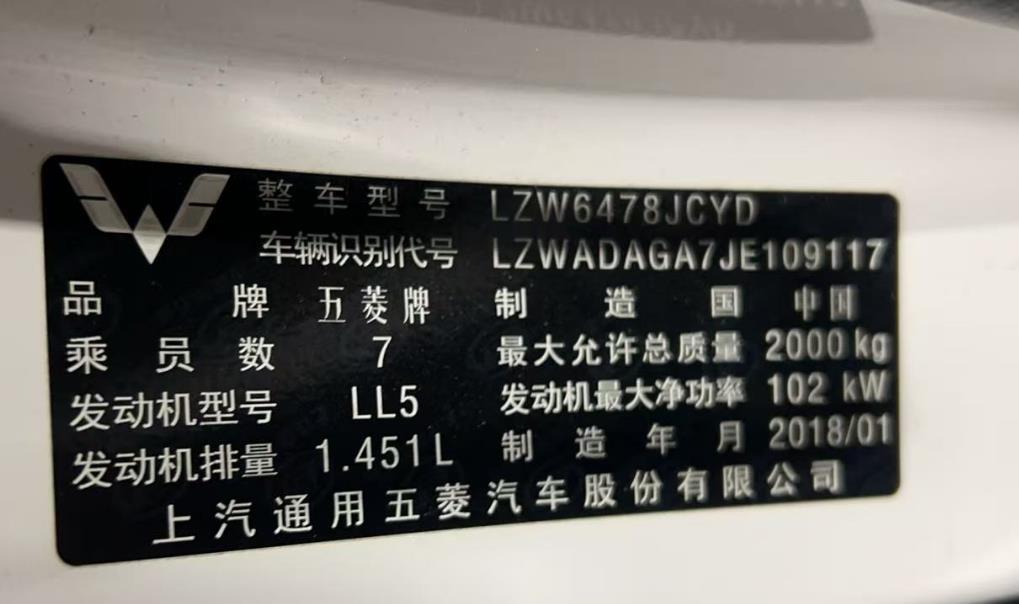 整车型号 LZW6478JCYD
车辆识别代号 LZWADAGA7JE109117
品牌 五菱牌 制造国 中国
乘员数 7 最大允许总质量 2000 kg
发动机型号 LL5 发动机最大净功率 102 kW
发动机排量 1.451L 制造年月 2018/01
上汽通用五菱汽车股份有限公司